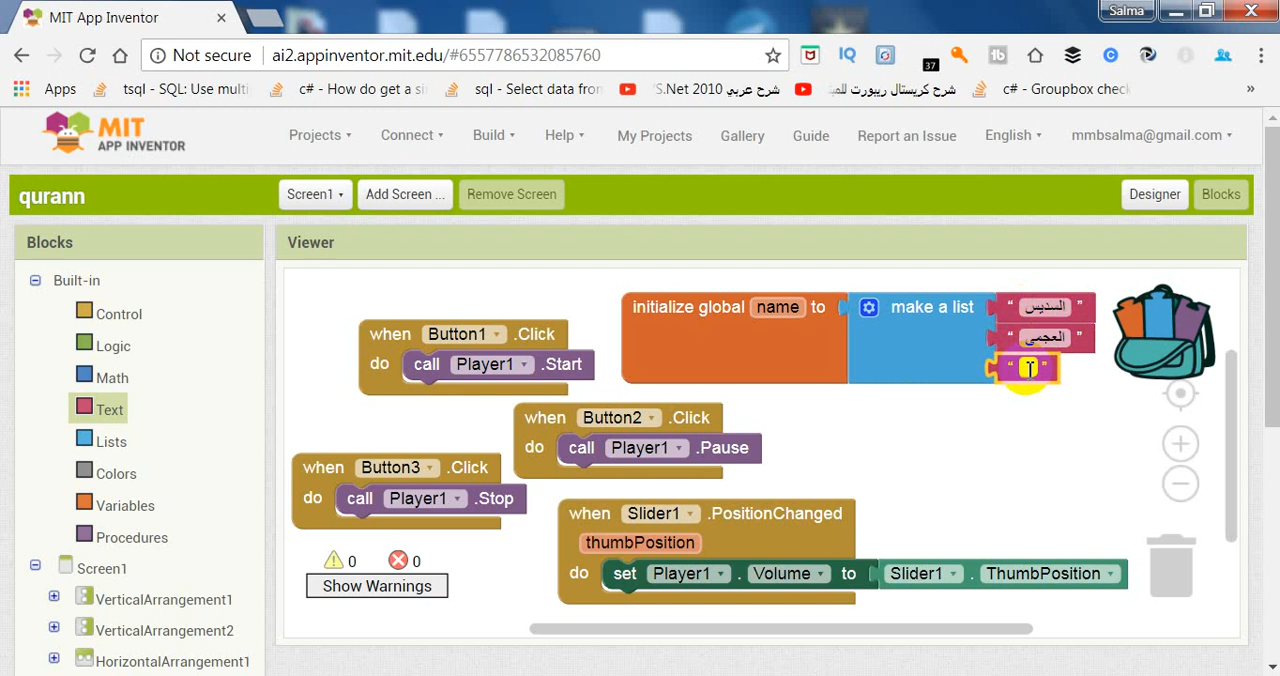 MIT App Inventor
Salma
Not secure ai2.appinventor.mit.edu/#6557786532085760
37
Apps tsql - SQL: Use multi c# - How do get a si sql - Select data fron شرح عربي S.Net 2010' شرح كريستال ريبورت للمب c# - Groupbox check »
MIT
APP INVENTOR
Projects Connect Build Help My Projects Gallery Guide Report an Issue English mmbsalma@gmail.com
qurann Screen1 Add Screen ... Remove Screen Designer Blocks
Blocks
Viewer
Built-in
Control
Logic
Math
Text
Lists
Colors
Variables
Procedures
Screen1
VerticalArrangement1
VerticalArrangement2
HorizontalArrangement1
initialize global name to make a list " السديس "
" العجمى "
" "
when Button1 .Click
do call Player1 .Start
when Button2 .Click
do call Player1 .Pause
when Button3 .Click
do call Player1 .Stop
when Slider1 .PositionChanged
thumbPosition
do set Player1 . Volume to Slider1 . ThumbPosition
0 0
Show Warnings